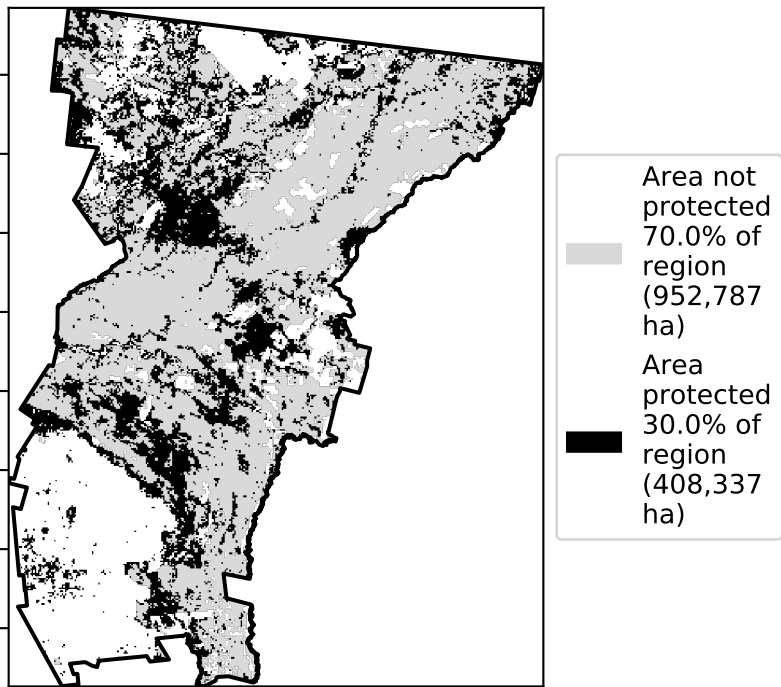 Area not
protected
70.0% of
region
(952,787
ha)
Area
protected
30.0% of
region
(408,337
ha)